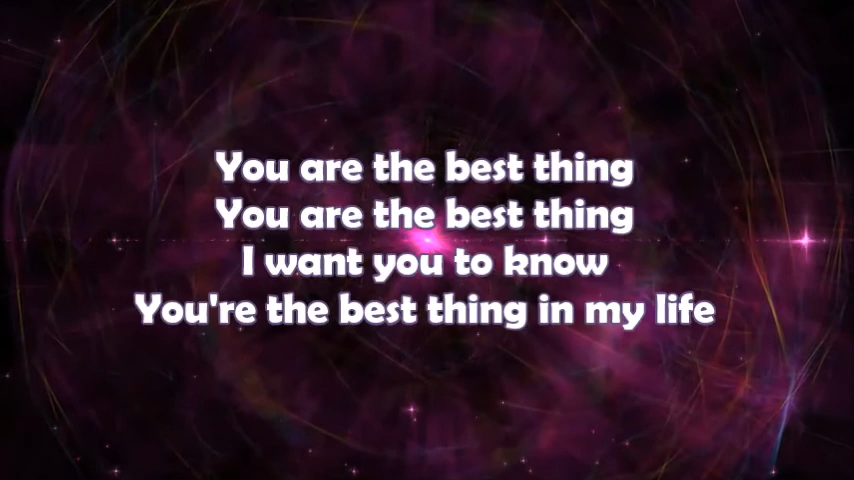 You are the best thing
You are the best thing
I want you to know
You're the best thing in my life